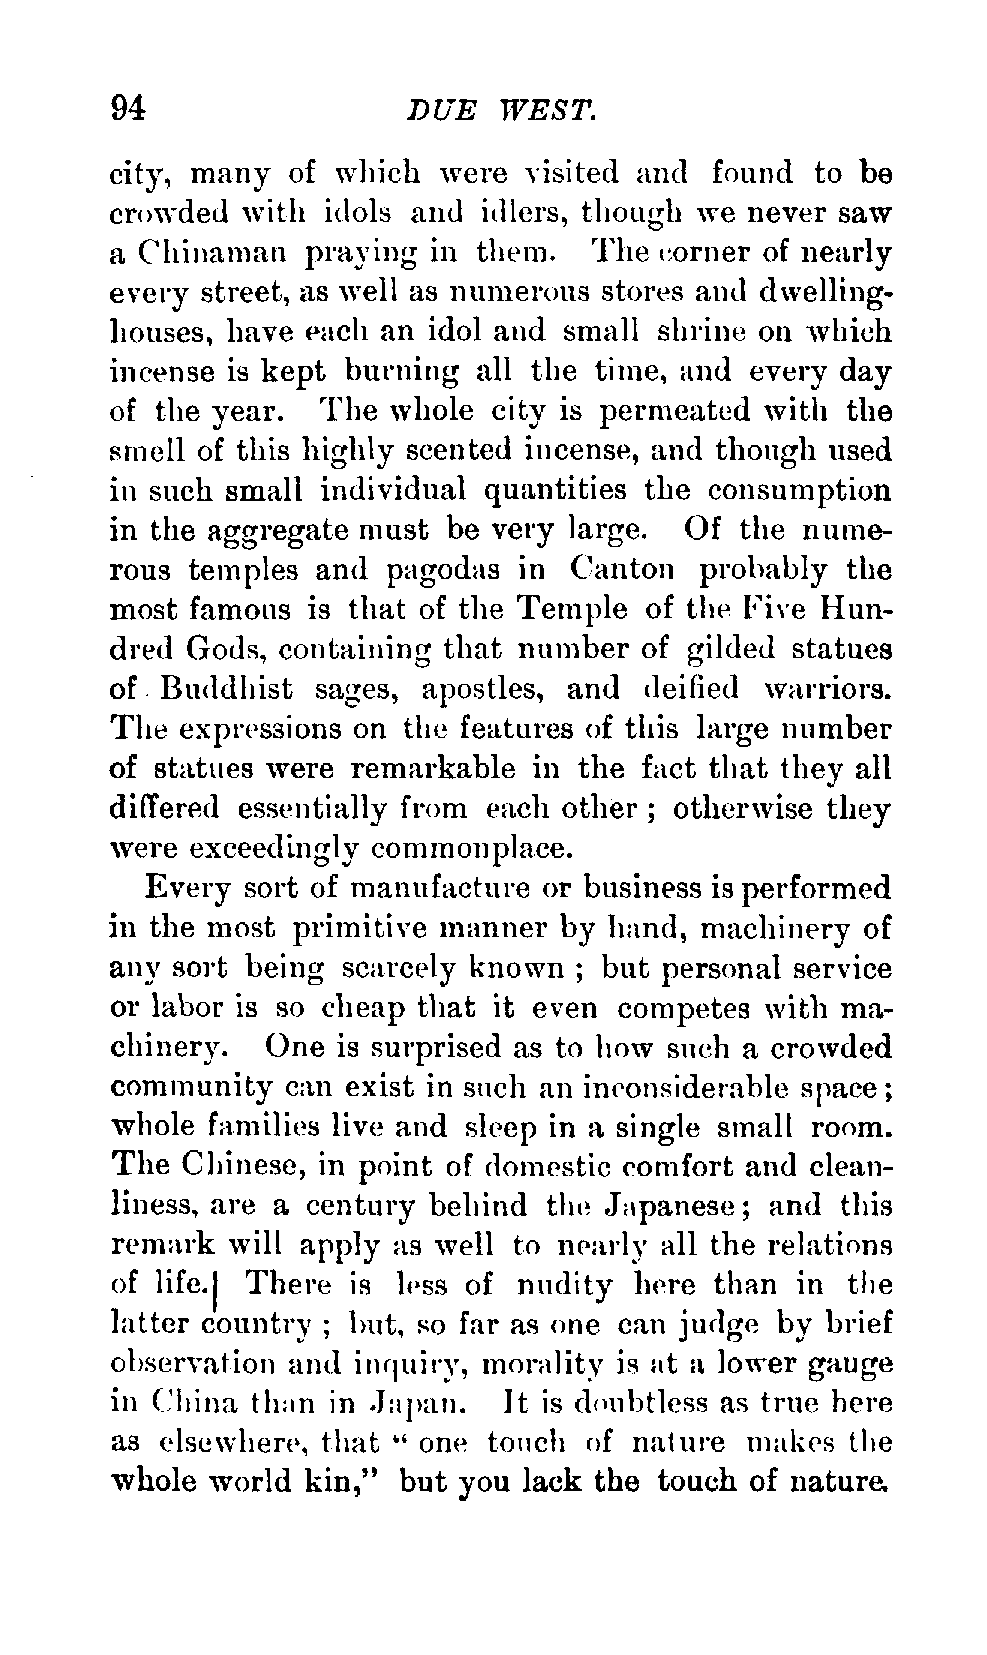 94 DUE WEST.
city, many of which were visited and found to be
crowded with idols and idlers, though we never saw
a Chinaman praying in them. The corner of nearly
every street, as well as numerous stores and dwelling-
houses, have each an idol and small shrine on which
incense is kept burning all the time, and every day
of the year. The whole city is permeated with the
smell of this highly scented incense, and though used
in such small individual quantities the consumption
in the aggregate must be very large. Of the nume-
rous temples and pagodas in Canton probably the
most famous is that of the Temple of the Five Hun-
dred Gods, containing that number of gilded statues
of Buddhist sages, apostles, and deified warriors.
The expressions on the features of this large number
of statues were remarkable in the fact that they all
differed essentially from each other ; otherwise they
were exceedingly commonplace.
Every sort of manufacture or business is performed
in the most primitive manner by hand, machinery of
any sort being scarcely known ; but personal service
or labor is so cheap that it even competes with ma-
chinery. One is surprised as to how such a crowded
community can exist in such an inconsiderable space;
whole families live and sleep in a single small room.
The Chinese, in point of domestic comfort and clean-
liness, are a century behind the Japanese; and this
remark will apply as well to nearly all the relations
of life. There is less of nudity here than in the
latter country ; but, so far as one can judge by brief
observation and inquiry, morality is at a lower gauge
in China than in Japan. It is doubtless as true here
as elsewhere, that “ one touch of nature makes the
whole world kin,” but you lack the touch of nature.